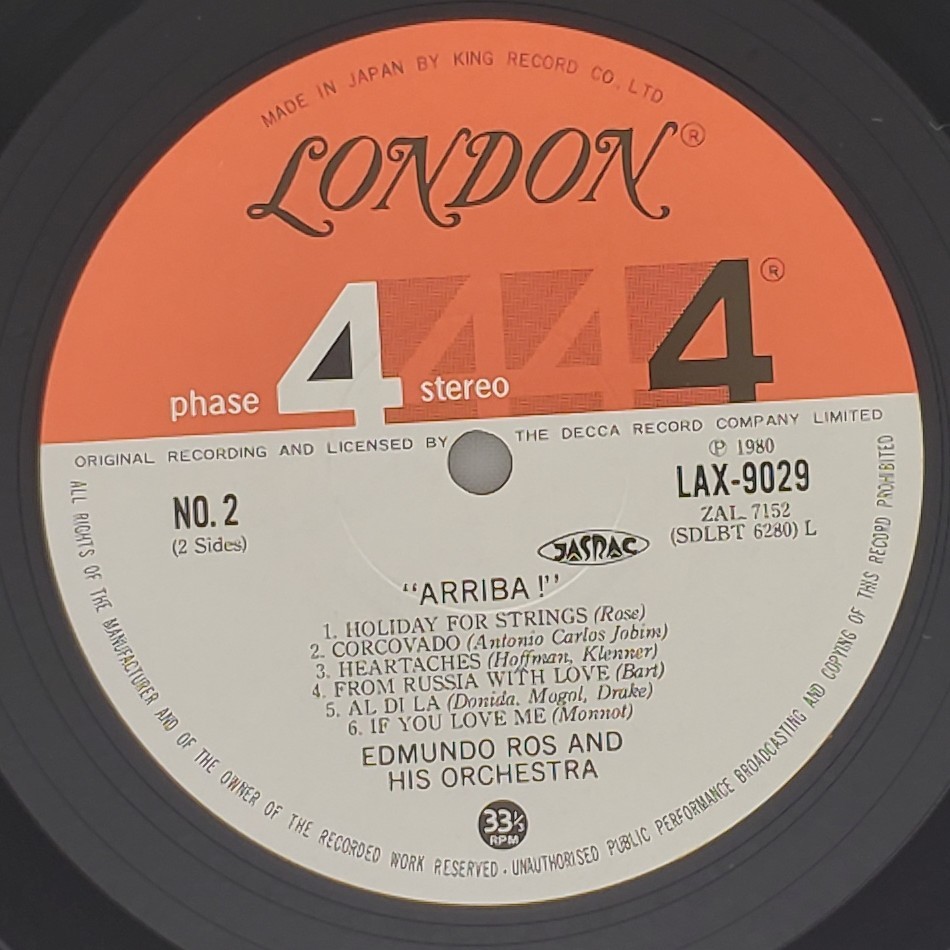 MADE IN JAPAN BY KING RECORD CO., LTD
LONDON®
4 4 ®
phase stereo
ORIGINAL RECORDING AND LICENSED BY THE DECCA RECORD COMPANY LIMITED
℗ 1980
NO. 2 LAX-9029
(2 Sides) ZAL 7152
JASRAC (SDLBT 6280) L
“ARRIBA !”
1. HOLIDAY FOR STRINGS (Rose)
2. CORCOVADO (Antonio Carlos Jobim)
3. HEARTACHES (Hoffman, Klenner)
4. FROM RUSSIA WITH LOVE (Bart)
5. AL DI LA (Donida, Mogol, Drake)
6. IF YOU LOVE ME (Monnot)
EDMUNDO ROS AND
HIS ORCHESTRA
33⅓
RPM
ALL RIGHTS OF THE MANUFACTURER AND OF THE OWNER OF THE RECORDED WORK RESERVED . UNAUTHORISED PUBLIC PERFORMANCE BROADCASTING AND COPYING OF THIS RECORD PROHIBITED